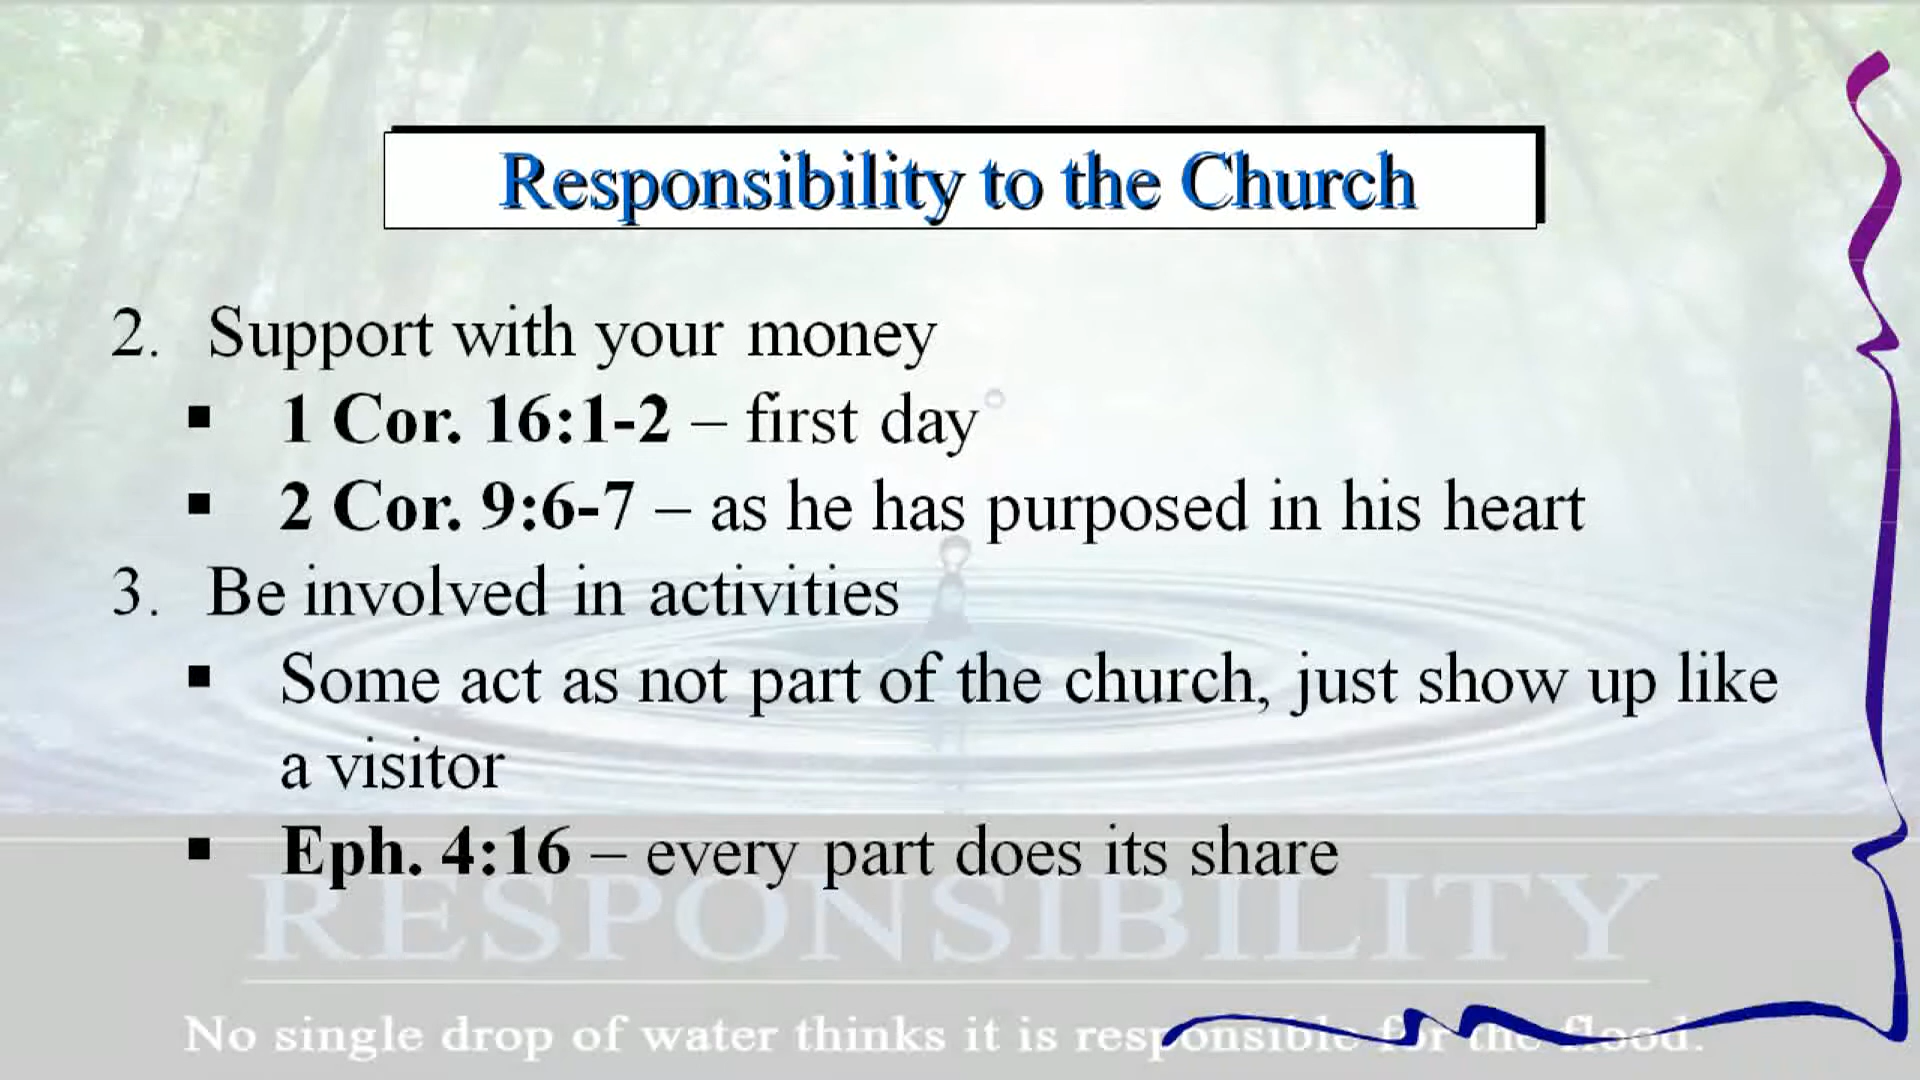 Responsibility to the Church
2. Support with your money
▪ 1 Cor. 16:1-2 – first day
▪ 2 Cor. 9:6-7 – as he has purposed in his heart
3. Be involved in activities
▪ Some act as not part of the church, just show up like
a visitor
▪ Eph. 4:16 – every part does its share
RESPONSIBILITY
No single drop of water thinks it is responsible for the flood.